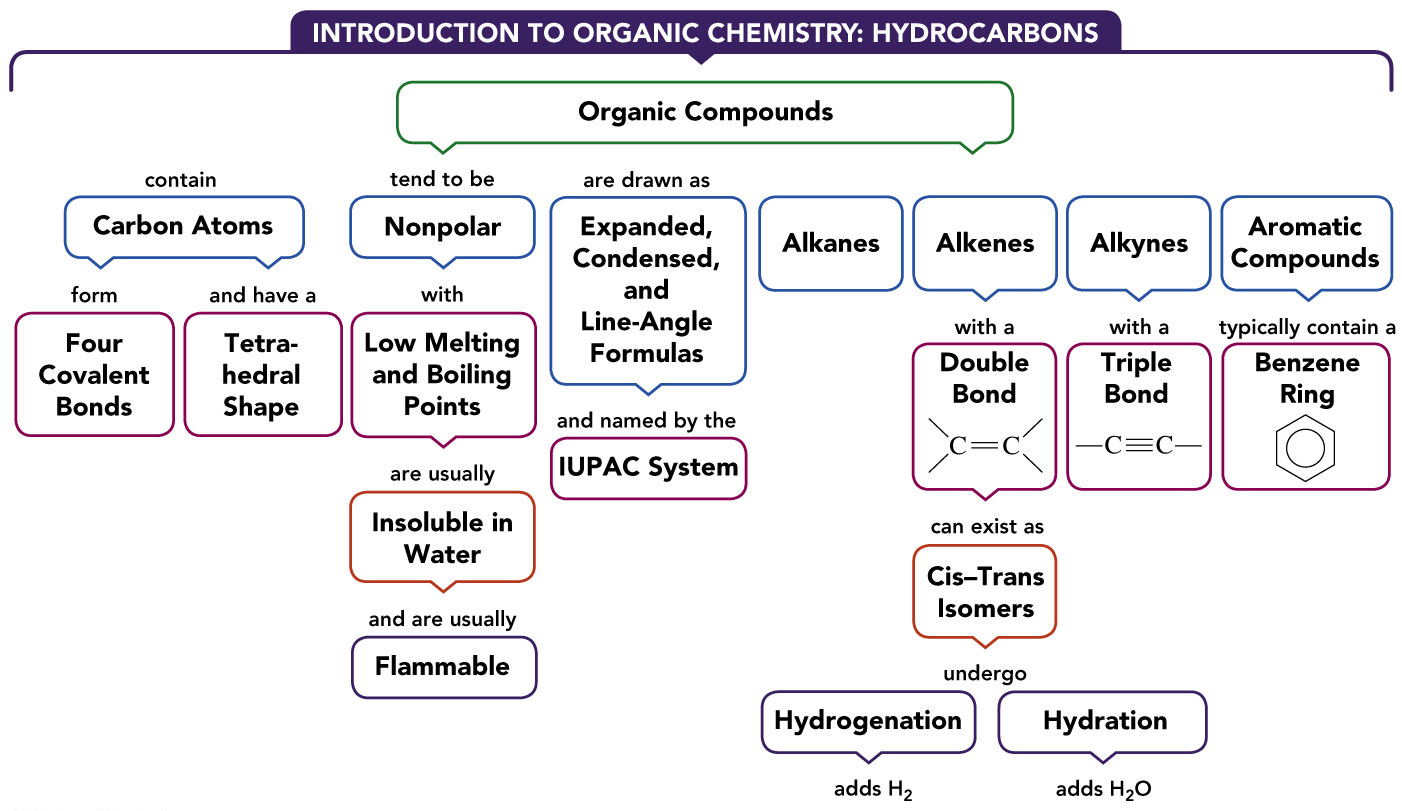 INTRODUCTION TO ORGANIC CHEMISTRY: HYDROCARBONS
Organic Compounds
contain
Carbon Atoms
form
Four
Covalent
Bonds
and have a
Tetra-
hedral
Shape
tend to be
Nonpolar
with
Low Melting
and Boiling
Points
are usually
Insoluble in
Water
and are usually
Flammable
are drawn as
Expanded,
Condensed,
and
Line-Angle
Formulas
and named by the
IUPAC System
Alkanes
Alkenes
with a
Double
Bond
C=C
can exist as
Cis–Trans
Isomers
undergo
Hydrogenation
adds H₂
Hydration
adds H₂O
Alkynes
with a
Triple
Bond
—C≡C—
Aromatic
Compounds
typically contain a
Benzene
Ring